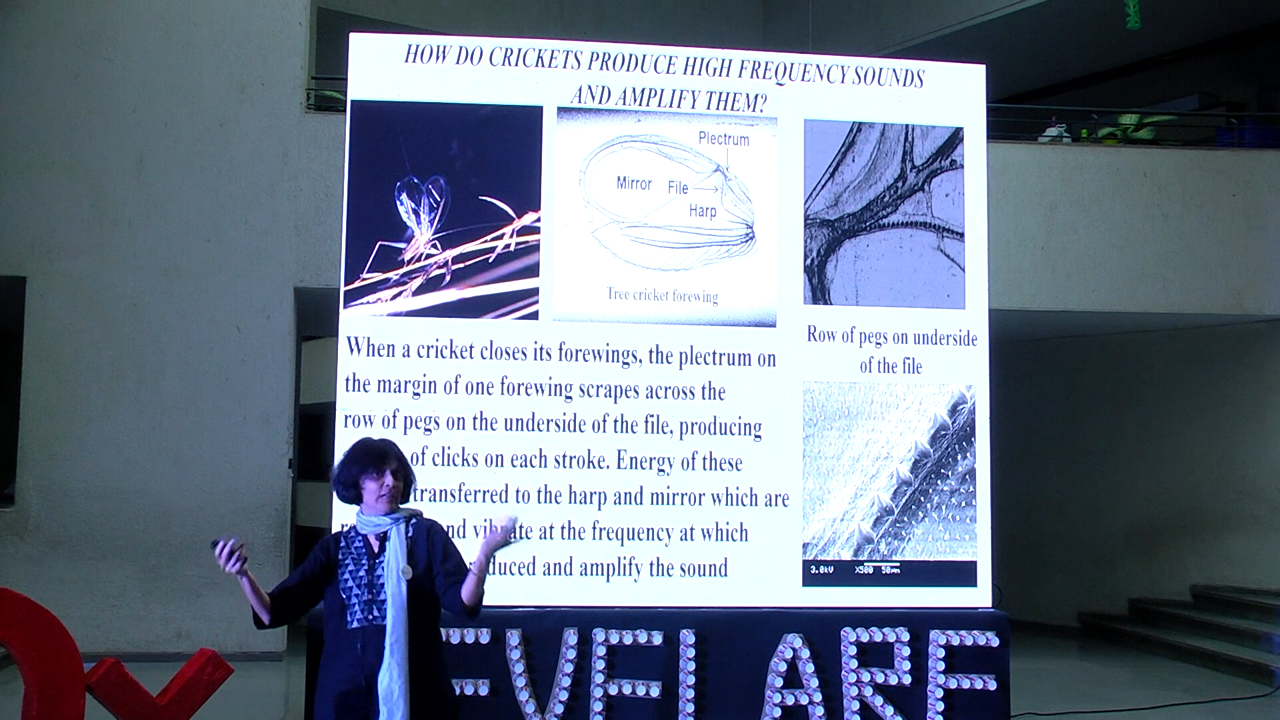 HOW DO CRICKETS PRODUCE HIGH FREQUENCY SOUNDS
AND AMPLIFY THEM?
Plectrum
Mirror File
Harp
Tree cricket forewing
Row of pegs on underside
of the file
When a cricket closes its forewings, the plectrum on
the margin of one forewing scrapes across the
row of pegs on the underside of the file, producing
of clicks on each stroke. Energy of these
transferred to the harp and mirror which are
vibrate at the frequency at which
and amplify the sound
3.0kV X500 50µm